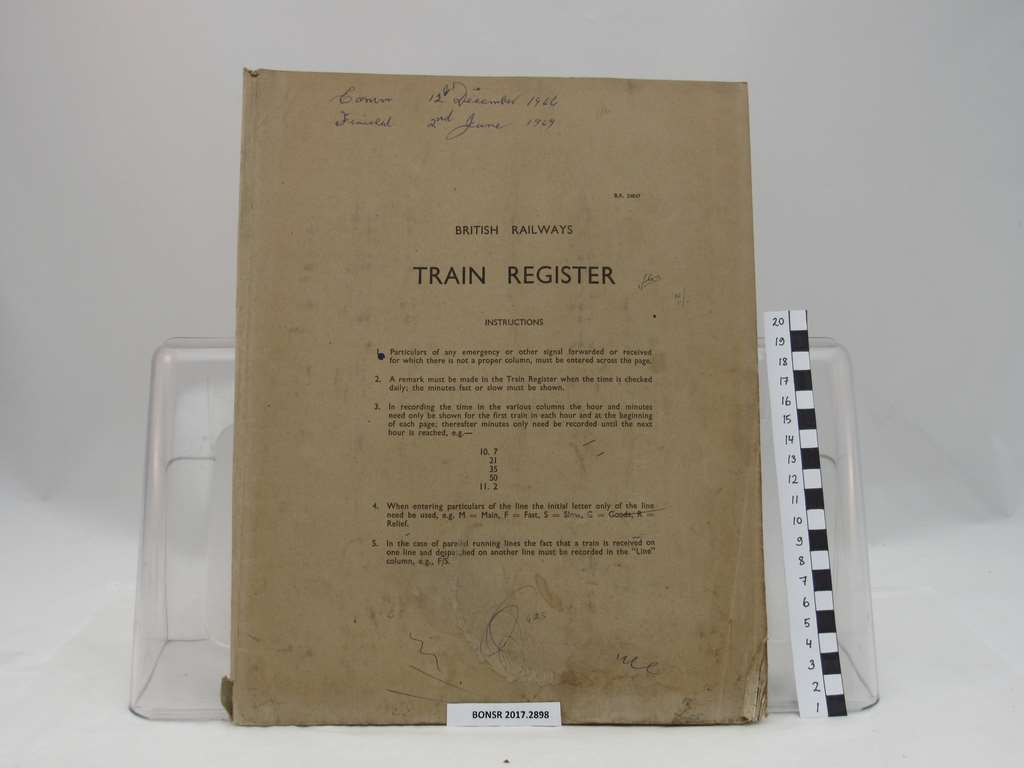 Comm 12th December 1966
Finished 2nd June 1969
BRITISH RAILWAYS
TRAIN REGISTER
INSTRUCTIONS
1. Particulars of any emergency or other signal forwarded or received
for which there is not a proper column, must be entered across the page.
2. A remark must be made in the Train Register when the time is checked
daily; the minutes fast or slow must be shown.
3. In recording the time in the various columns the hour and minutes
need only be shown for the first train in each hour and at the beginning
of each page; thereafter minutes only need be recorded until the next
hour is reached, e.g.—
10. 7
21
35
50
11. 2
4. When entering particulars of the line the initial letter only of the line
need be used, e.g. M = Main, F = Fast, S = Slow, G = Goods, R =
Relief.
5. In the case of parallel running lines the fact that a train is received on
one line and despatched on another line must be recorded in the "Line"
column, e.g., F/S.
BONSR 2017.2898
20
19
18
17
16
15
14
13
12
11
10
9
8
7
6
5
4
3
2
1